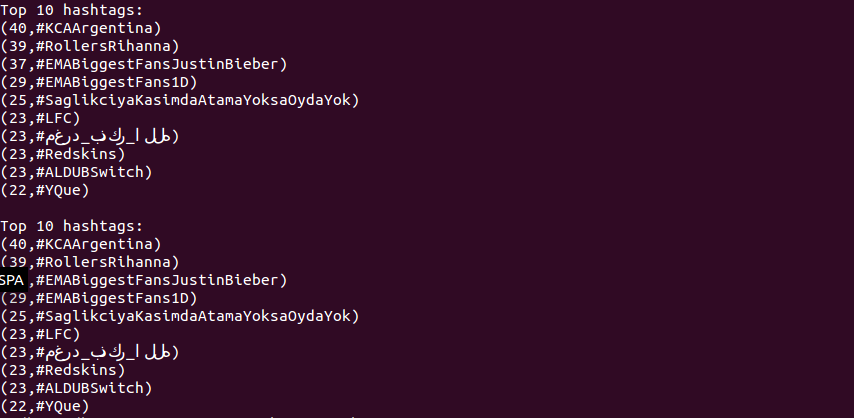 Top 10 hashtags:
(40,#KCAArgentina)
(39,#RollersRihanna)
(37,#EMABiggestFansJustinBieber)
(29,#EMABiggestFans1D)
(25,#SaglikciyaKasimdaAtamaYoksaOydaYok)
(23,#LFC)
(23,#مغرد_بذكر_الله)
(23,#Redskins)
(23,#ALDUBSwitch)
(22,#YQue)
Top 10 hashtags:
(40,#KCAArgentina)
(39,#RollersRihanna)
SPA ,#EMABiggestFansJustinBieber)
(29,#EMABiggestFans1D)
(25,#SaglikciyaKasimdaAtamaYoksaOydaYok)
(23,#LFC)
(23,#مغرد_بذكر_الله)
(23,#Redskins)
(23,#ALDUBSwitch)
(22,#YQue)